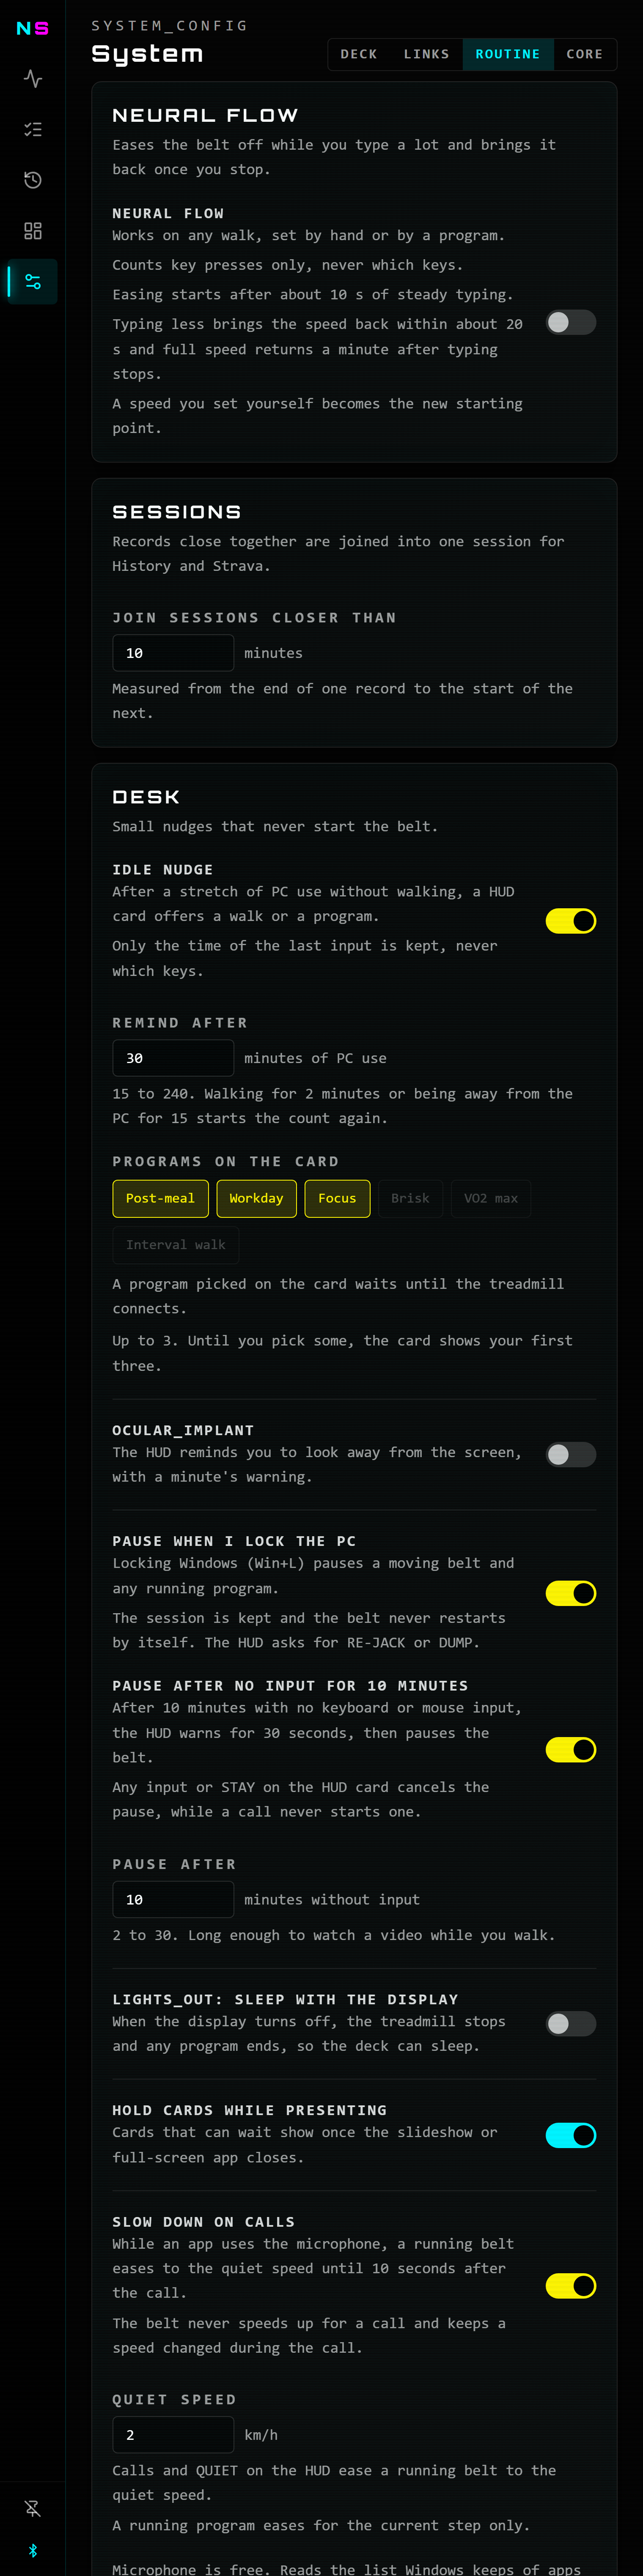 NS
SYSTEM_CONFIG
System
DECK
LINKS
ROUTINE
CORE
NEURAL FLOW
Eases the belt off while you type a lot and brings it
back once you stop.
NEURAL FLOW
Works on any walk, set by hand or by a program.
Counts key presses only, never which keys.
Easing starts after about 10 s of steady typing.
Typing less brings the speed back within about 20
s and full speed returns a minute after typing
stops.
A speed you set yourself becomes the new starting
point.
SESSIONS
Records close together are joined into one session for
History and Strava.
JOIN SESSIONS CLOSER THAN
10 minutes
Measured from the end of one record to the start of the
next.
DESK
Small nudges that never start the belt.
IDLE NUDGE
After a stretch of PC use without walking, a HUD
card offers a walk or a program.
Only the time of the last input is kept, never
which keys.
REMIND AFTER
30 minutes of PC use
15 to 240. Walking for 2 minutes or being away from the
PC for 15 starts the count again.
PROGRAMS ON THE CARD
Post-meal
Workday
Focus
Brisk
VO2 max
Interval walk
A program picked on the card waits until the treadmill
connects.
Up to 3. Until you pick some, the card shows your first
three.
OCULAR_IMPLANT
The HUD reminds you to look away from the screen,
with a minute's warning.
PAUSE WHEN I LOCK THE PC
Locking Windows (Win+L) pauses a moving belt and
any running program.
The session is kept and the belt never restarts
by itself. The HUD asks for RE-JACK or DUMP.
PAUSE AFTER NO INPUT FOR 10 MINUTES
After 10 minutes with no keyboard or mouse input,
the HUD warns for 30 seconds, then pauses the
belt.
Any input or STAY on the HUD card cancels the
pause, while a call never starts one.
PAUSE AFTER
10 minutes without input
2 to 30. Long enough to watch a video while you walk.
LIGHTS_OUT: SLEEP WITH THE DISPLAY
When the display turns off, the treadmill stops
and any program ends, so the deck can sleep.
HOLD CARDS WHILE PRESENTING
Cards that can wait show once the slideshow or
full-screen app closes.
SLOW DOWN ON CALLS
While an app uses the microphone, a running belt
eases to the quiet speed until 10 seconds after
the call.
The belt never speeds up for a call and keeps a
speed changed during the call.
QUIET SPEED
2 km/h
Calls and QUIET on the HUD ease a running belt to the
quiet speed.
A running program eases for the current step only.
Microphone is free. Reads the list Windows keeps of apps